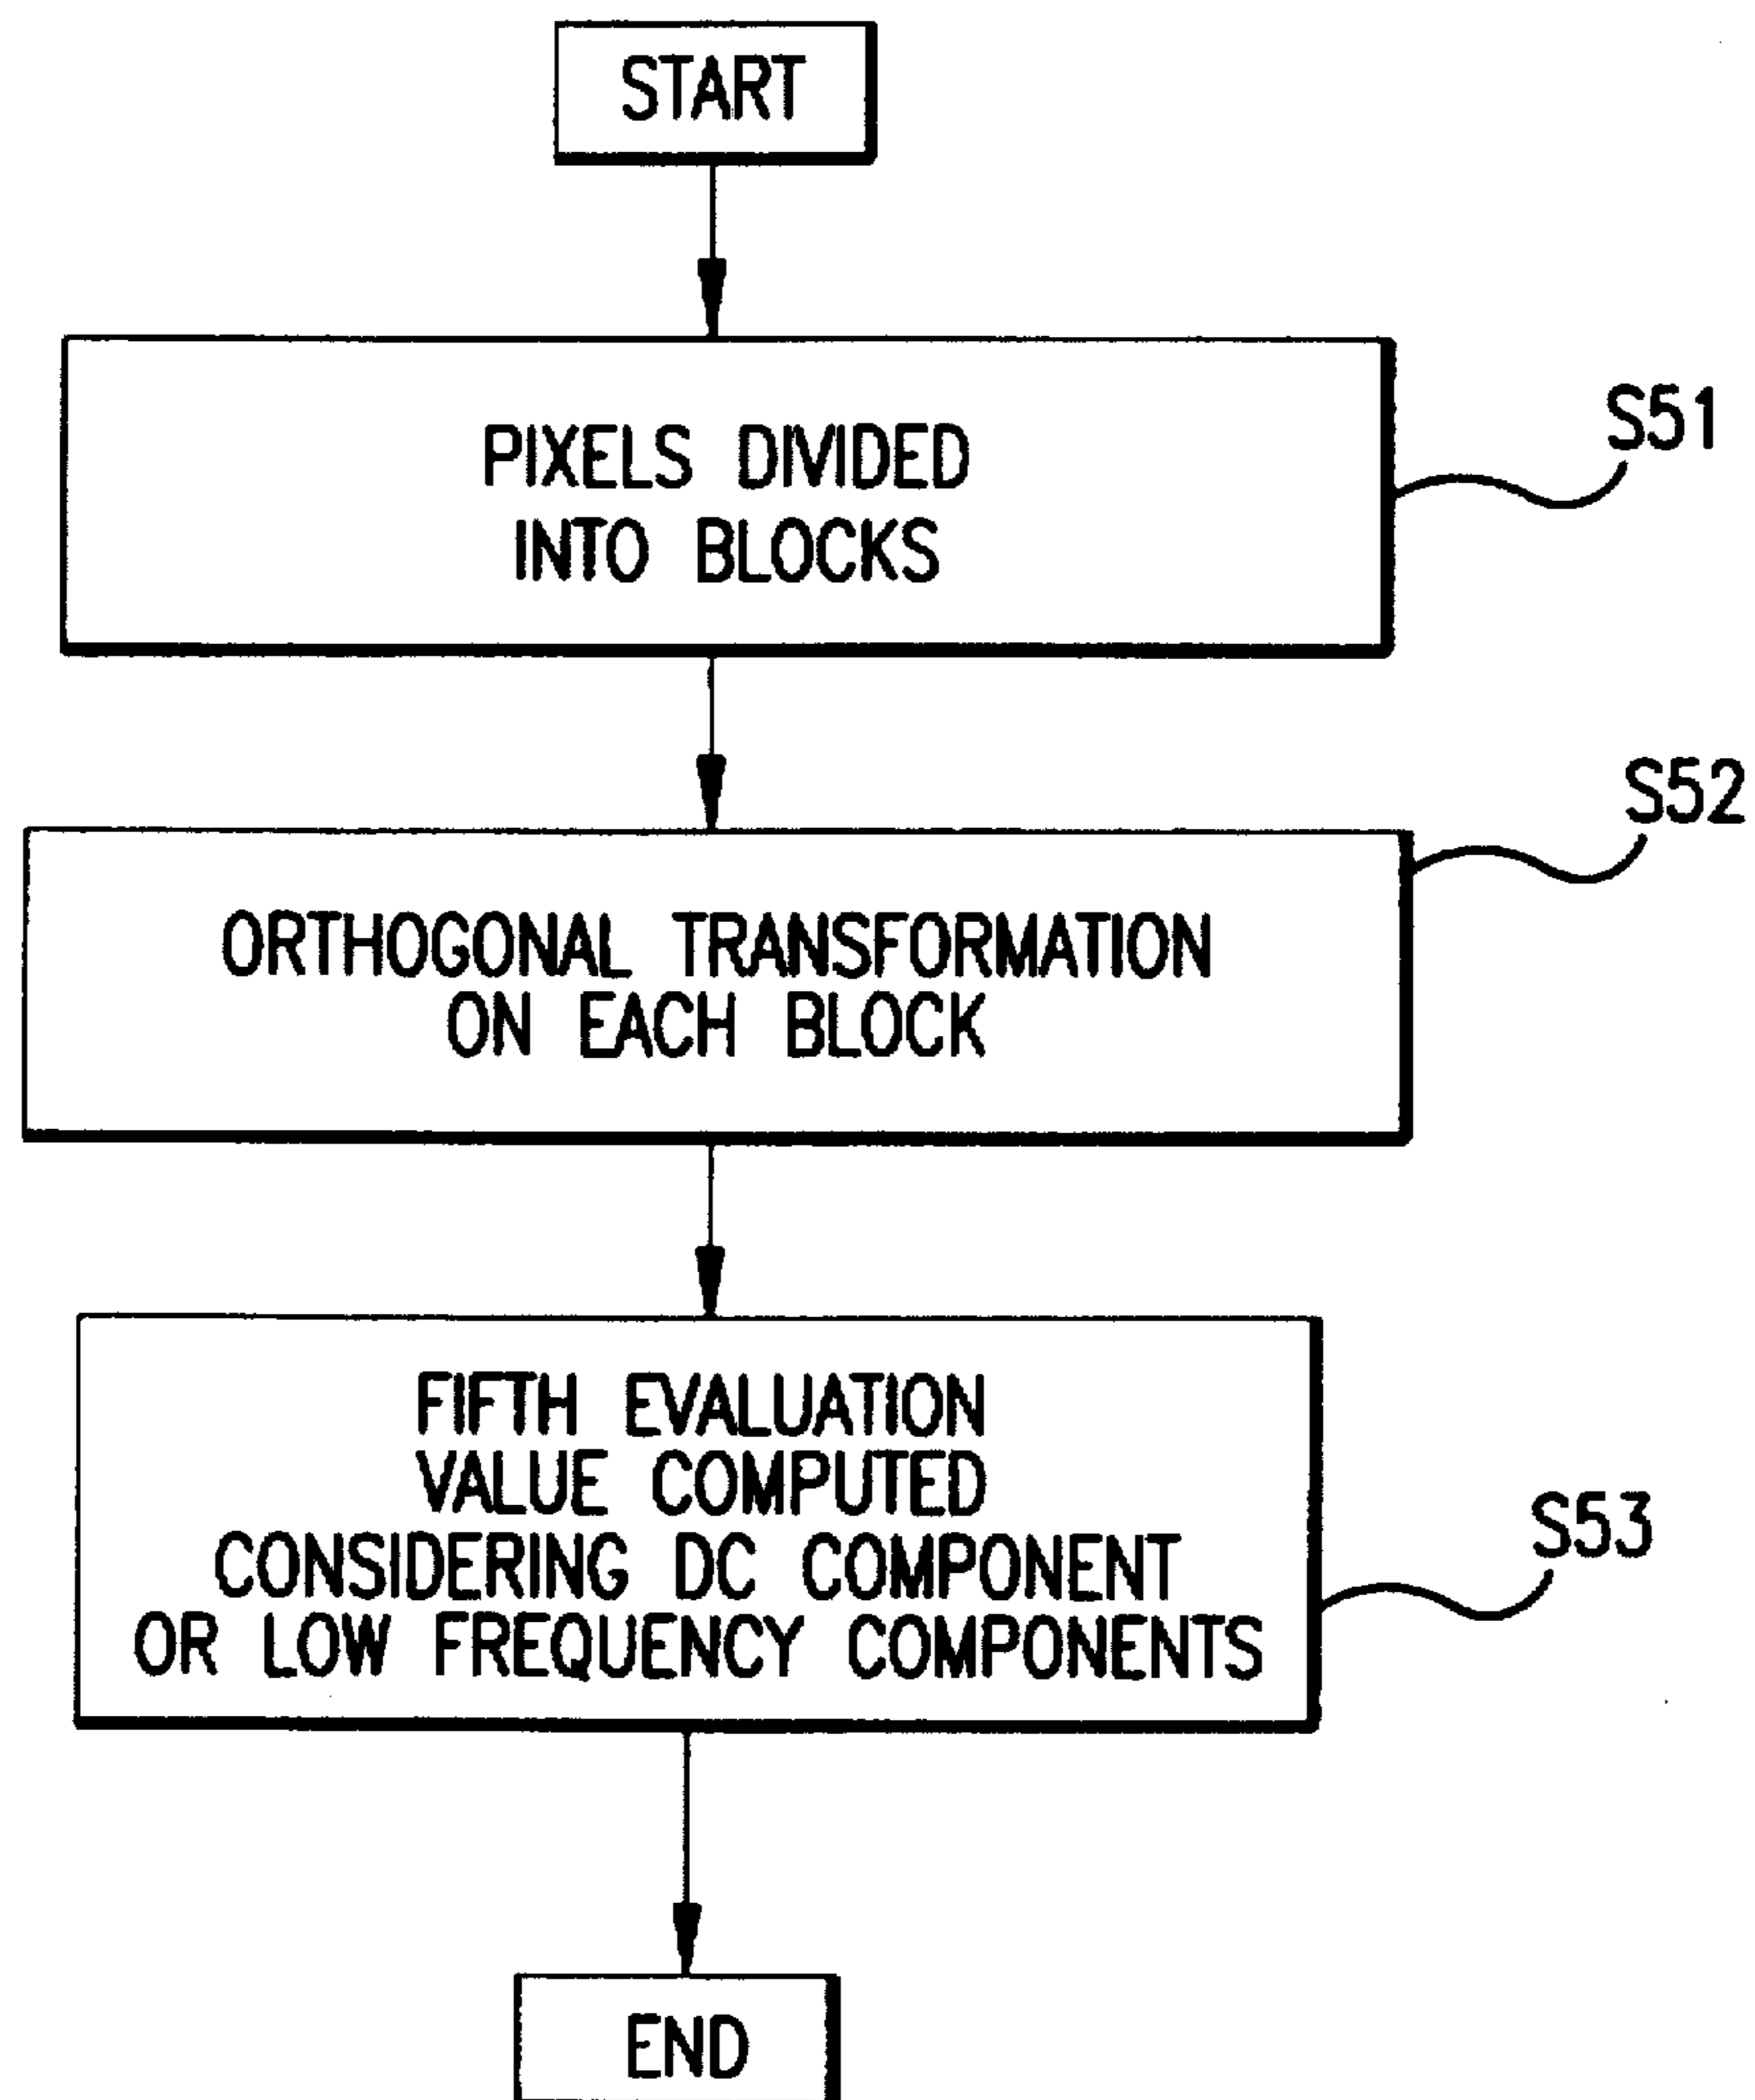 START
PIXELS DIVIDED
INTO BLOCKS
S51
ORTHOGONAL TRANSFORMATION
ON EACH BLOCK
S52
FIFTH EVALUATION
VALUE COMPUTED
CONSIDERING DC COMPONENT
OR LOW FREQUENCY COMPONENTS
S53
END